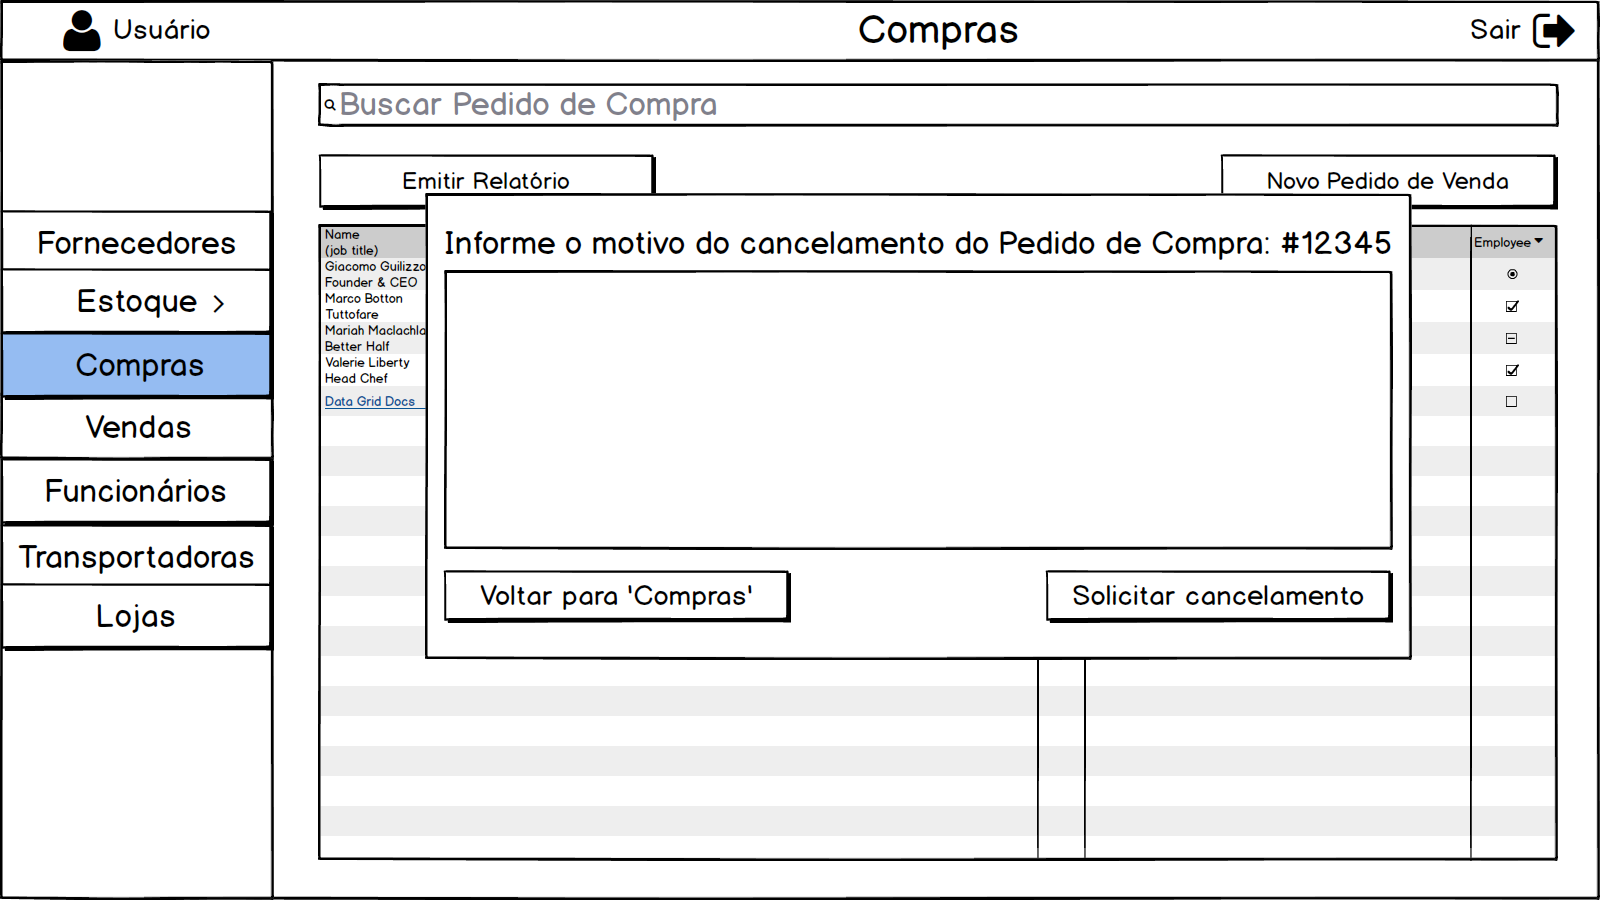 Usuário
Compras
Sair
Buscar Pedido de Compra
Emitir Relatório
Novo Pedido de Venda
Fornecedores
Estoque >
Compras
Vendas
Funcionários
Transportadoras
Lojas
Name
(job title)
Employee
Giacomo Guilizzo
Founder & CEO
Marco Botton
Tuttofare
Mariah Maclachla
Better Half
Valerie Liberty
Head Chef
Data Grid Docs
Informe o motivo do cancelamento do Pedido de Compra: #12345
Voltar para 'Compras'
Solicitar cancelamento